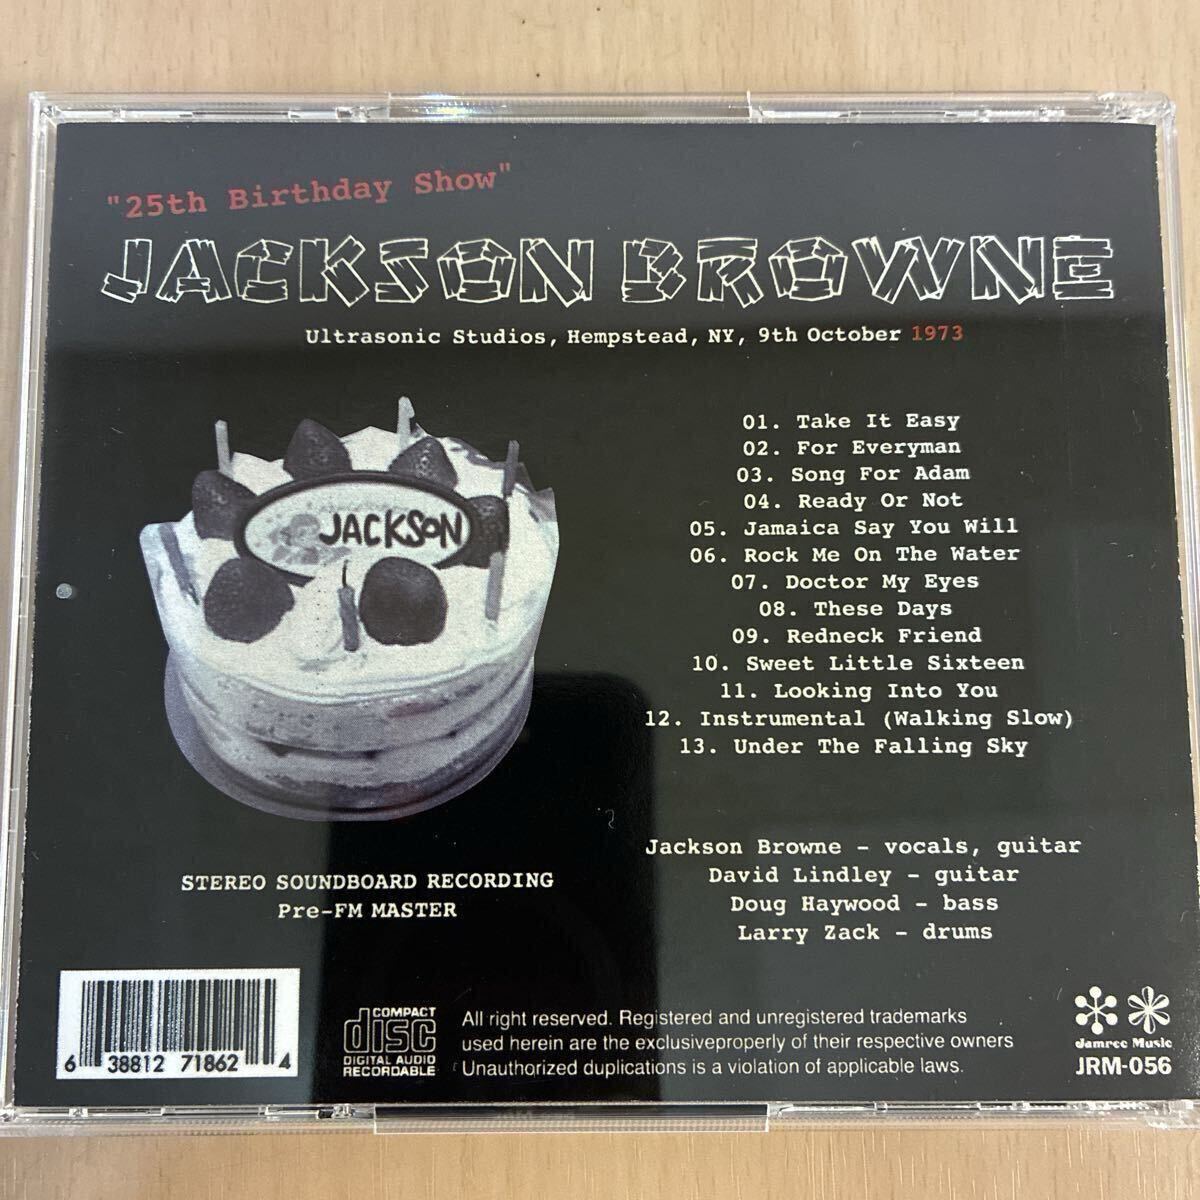 "25th Birthday Show"
JACKSON BROWNE
Ultrasonic Studios, Hempstead, NY, 9th October 1973
JACKSON
01. Take It Easy
02. For Everyman
03. Song For Adam
04. Ready Or Not
05. Jamaica Say You Will
06. Rock Me On The Water
07. Doctor My Eyes
08. These Days
09. Redneck Friend
10. Sweet Little Sixteen
11. Looking Into You
12. Instrumental (Walking Slow)
13. Under The Falling Sky
Jackson Browne - vocals, guitar
David Lindley - guitar
Doug Haywood - bass
Larry Zack - drums
STEREO SOUNDBOARD RECORDING
Pre-FM MASTER
6 38812 71862 4
COMPACT
disc
DIGITAL AUDIO
RECORDABLE
All right reserved. Registered and unregistered trademarks
used herein are the exclusiveproperly of their respective owners
Unauthorized duplications is a violation of applicable laws.
Jamrec Music
JRM-056